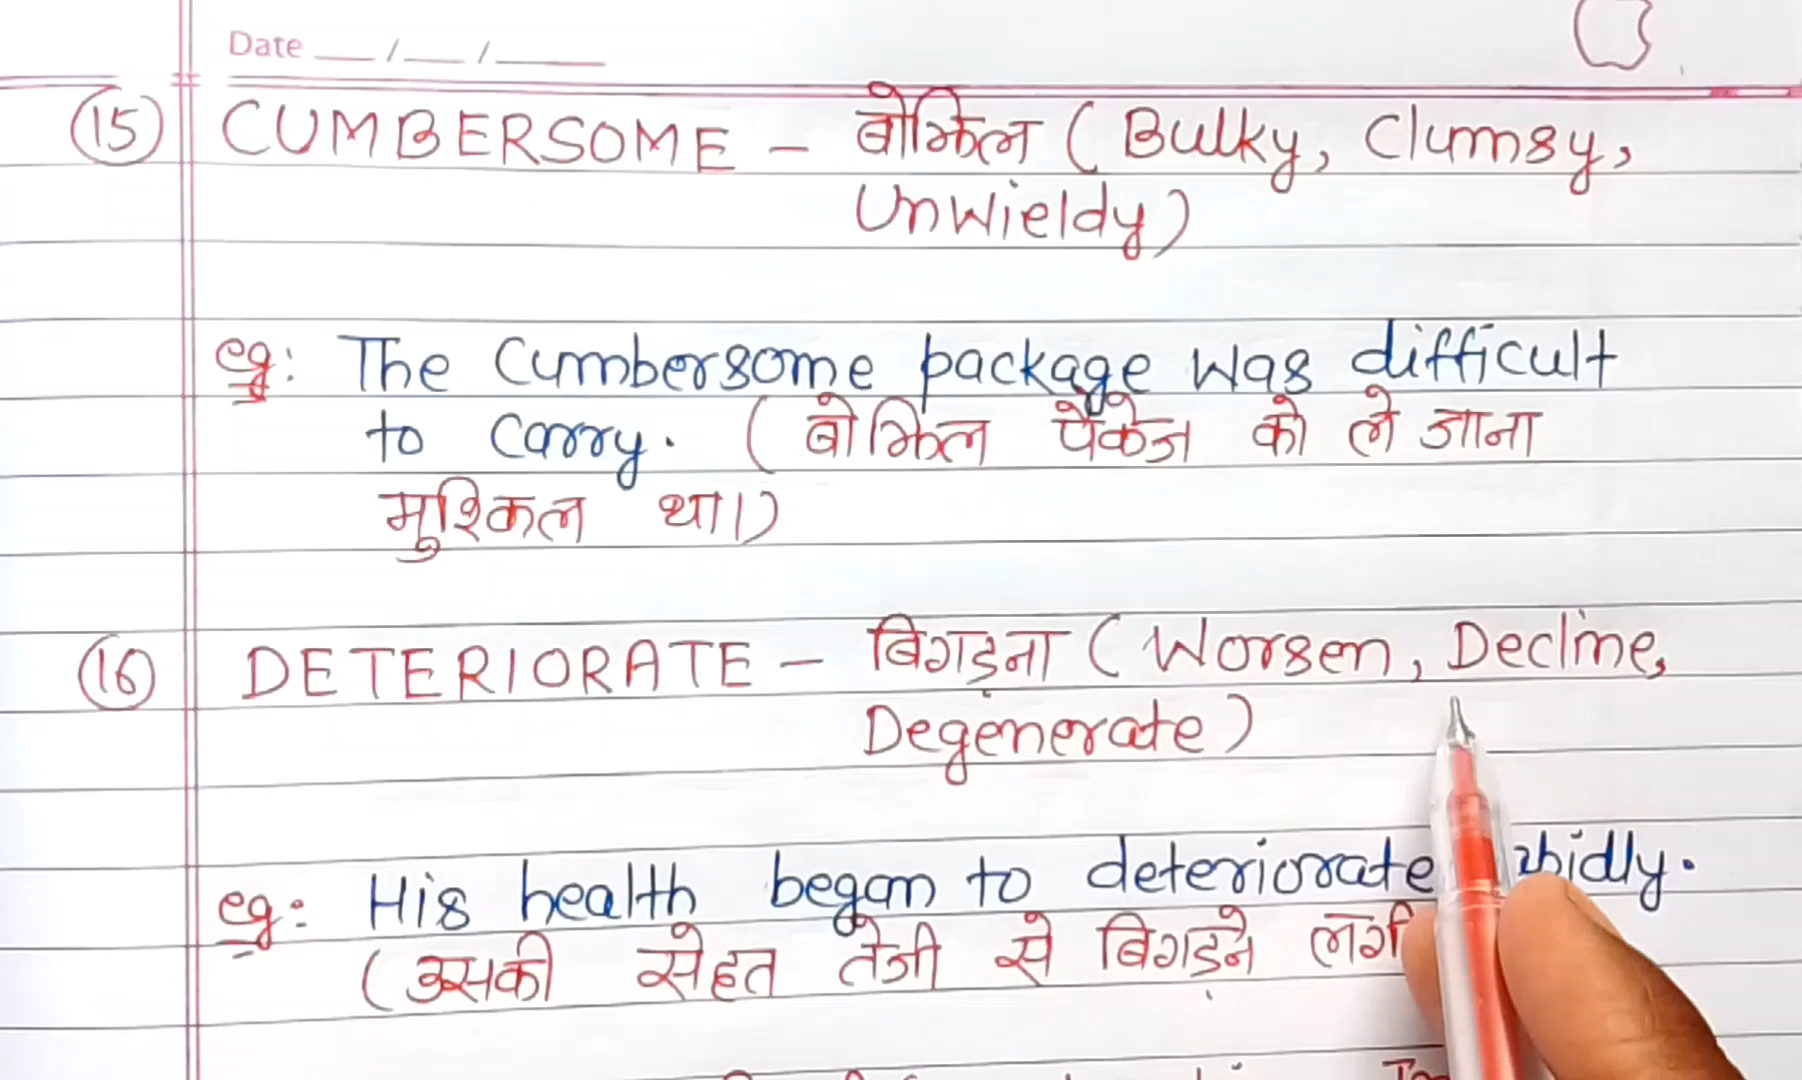 Date __/__/____
15 CUMBERSOME - बोझिल (Bulky, Clumsy,
Unwieldy)
eg: The Cumbersome package was difficult
to carry. (बोझिल पैकेज को ले जाना
मुश्किल था।)
16 DETERIORATE - बिगड़ना (Worsen, Decline,
Degenerate)
eg: His health began to deteriorate
(उसकी सेहत तेजी से बिगड़ने